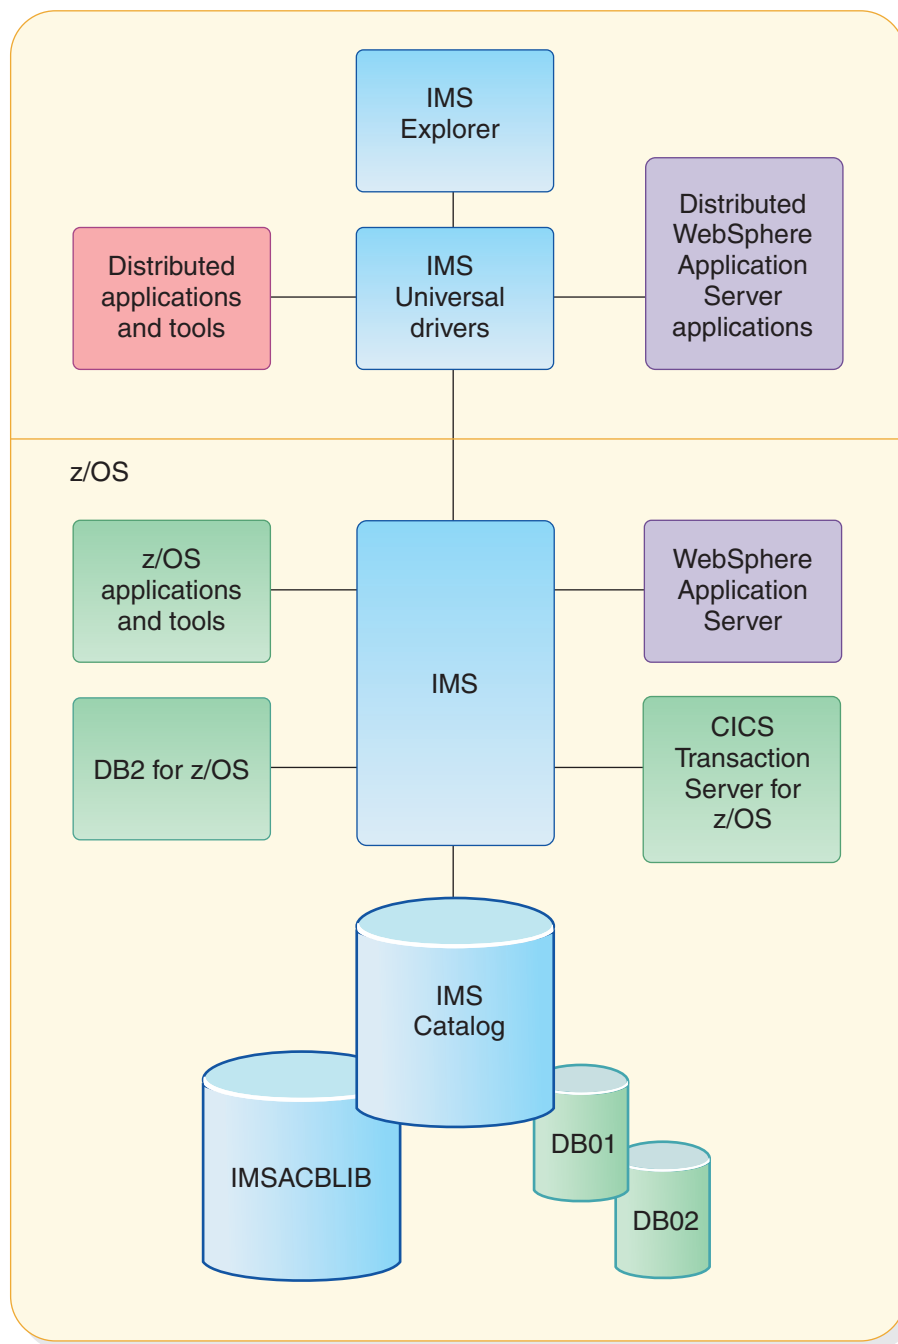 IMS
Explorer
Distributed
applications
and tools
IMS
Universal
drivers
Distributed
WebSphere
Application
Server
applications
z/OS
z/OS
applications
and tools
WebSphere
Application
Server
IMS
DB2 for z/OS
CICS
Transaction
Server for
z/OS
IMS
Catalog
IMSACBLIB
DB01
DB02